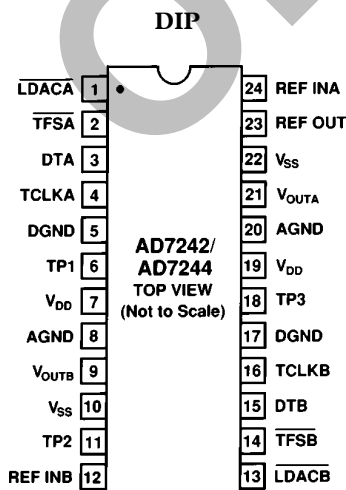 DIP
LDACA 1
TFSA 2
DTA 3
TCLKA 4
DGND 5
TP1 6
VDD 7
AGND 8
VOUTB 9
VSS 10
TP2 11
REF INB 12
AD7242/
AD7244
TOP VIEW
(Not to Scale)
24 REF INA
23 REF OUT
22 VSS
21 VOUTA
20 AGND
19 VDD
18 TP3
17 DGND
16 TCLKB
15 DTB
14 TFSB
13 LDACB